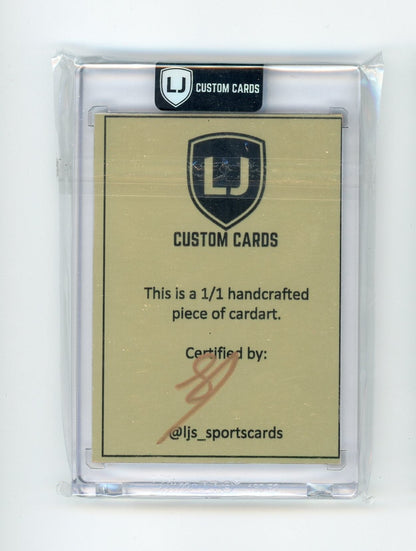 LJ CUSTOM CARDS
LJ
CUSTOM CARDS
This is a 1/1 handcrafted
piece of cardart.
Certified by:
@ljs_sportscards